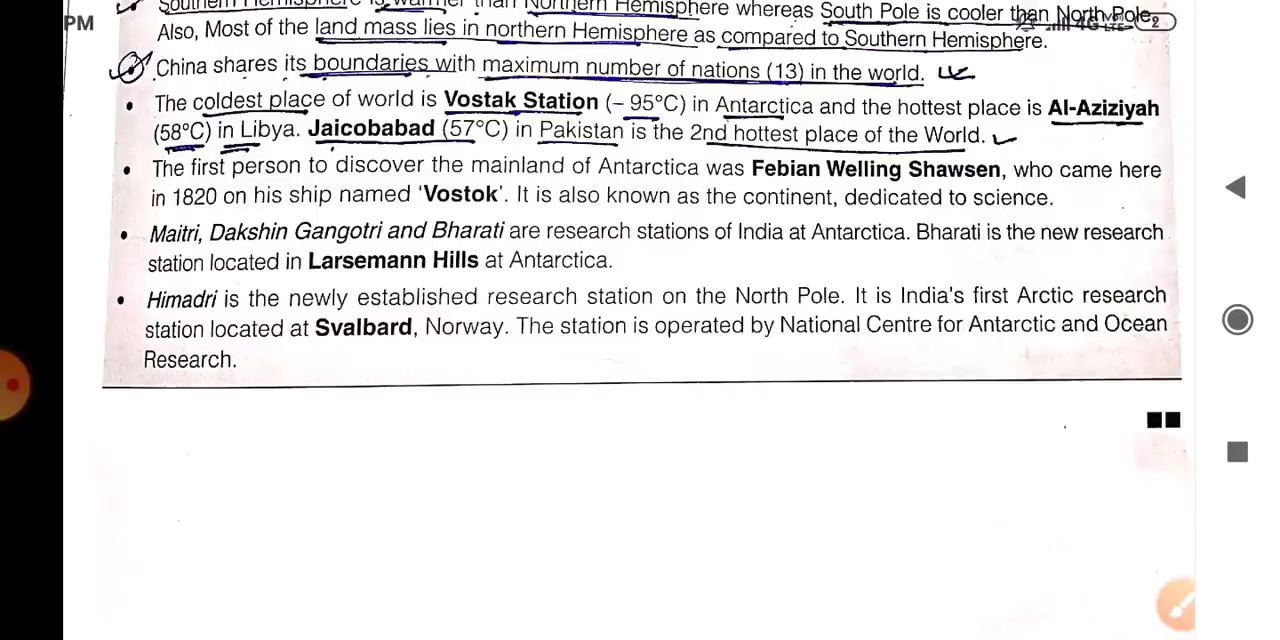 Southern Hemisphere is warmer than Northern Hemisphere whereas South Pole is cooler than North Pole.
PM
2
4G
LTE
Also, Most of the land mass lies in northern Hemisphere as compared to Southern Hemisphere.
China shares its boundaries with maximum number of nations (13) in the world.
• The coldest place of world is Vostak Station (– 95°C) in Antarctica and the hottest place is Al-Aziziyah
(58°C) in Libya. Jaicobabad (57°C) in Pakistan is the 2nd hottest place of the World.
• The first person to discover the mainland of Antarctica was Febian Welling Shawsen, who came here
in 1820 on his ship named ‘Vostok’. It is also known as the continent, dedicated to science.
• Maitri, Dakshin Gangotri and Bharati are research stations of India at Antarctica. Bharati is the new research
station located in Larsemann Hills at Antarctica.
• Himadri is the newly established research station on the North Pole. It is India's first Arctic research
station located at Svalbard, Norway. The station is operated by National Centre for Antarctic and Ocean
Research.